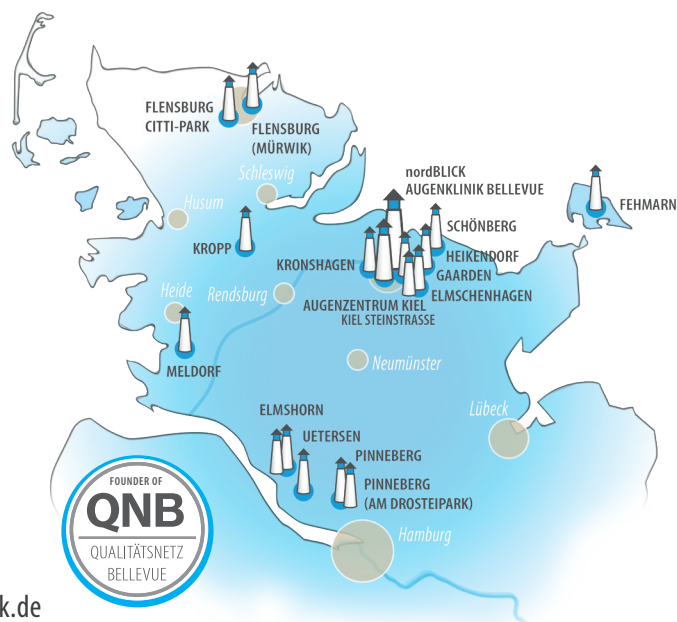 FLENSBURG
CITTI-PARK
FLENSBURG
(MÜRWIK)
Schleswig
Husum
nordBLICK
AUGENKLINIK BELLEVUE
FEHMARN
SCHÖNBERG
KROPP
HEIKENDORF
KRONSHAGEN
GAARDEN
Heide
Rendsburg
ELMSCHENHAGEN
AUGENZENTRUM KIEL
KIEL STEINSTRASSE
Neumünster
MELDORF
ELMSHORN
Lübeck
UETERSEN
PINNEBERG
PINNEBERG
(AM DROSTEIPARK)
Hamburg
FOUNDER OF
QNB
QUALITÄTSNETZ
BELLEVUE
k.de